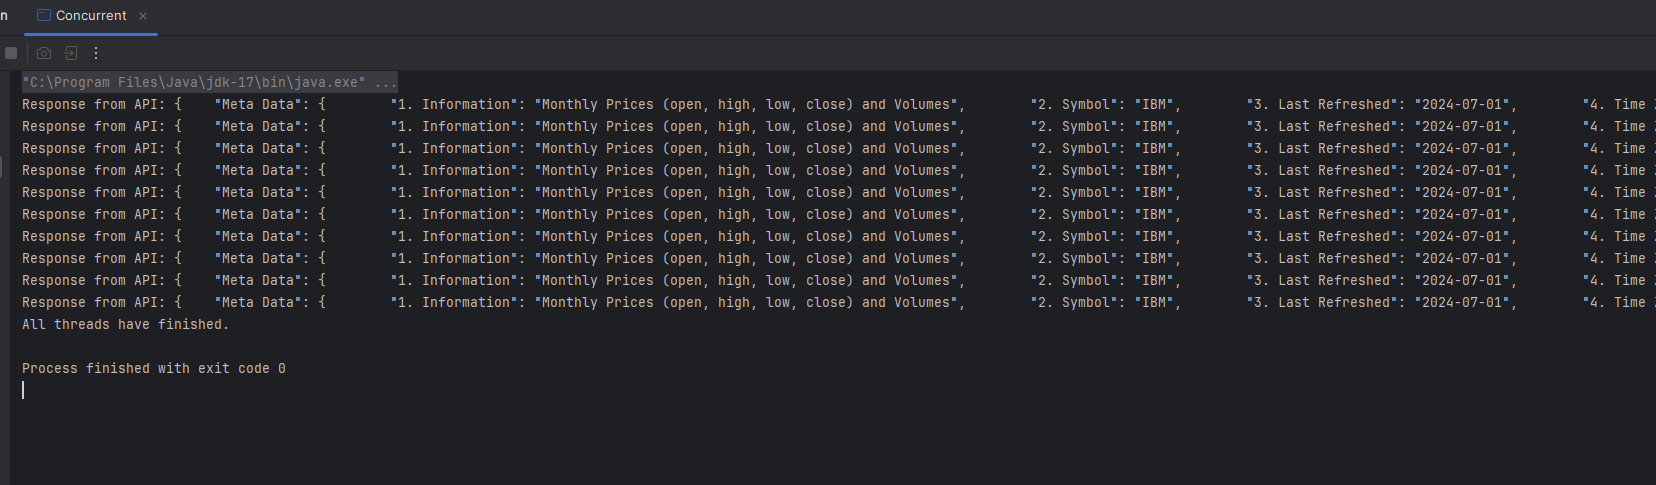 n Concurrent
"C:\Program Files\Java\jdk-17\bin\java.exe" ...
Response from API: {    "Meta Data": {        "1. Information": "Monthly Prices (open, high, low, close) and Volumes",        "2. Symbol": "IBM",        "3. Last Refreshed": "2024-07-01",        "4. Time
Response from API: {    "Meta Data": {        "1. Information": "Monthly Prices (open, high, low, close) and Volumes",        "2. Symbol": "IBM",        "3. Last Refreshed": "2024-07-01",        "4. Time
Response from API: {    "Meta Data": {        "1. Information": "Monthly Prices (open, high, low, close) and Volumes",        "2. Symbol": "IBM",        "3. Last Refreshed": "2024-07-01",        "4. Time
Response from API: {    "Meta Data": {        "1. Information": "Monthly Prices (open, high, low, close) and Volumes",        "2. Symbol": "IBM",        "3. Last Refreshed": "2024-07-01",        "4. Time
Response from API: {    "Meta Data": {        "1. Information": "Monthly Prices (open, high, low, close) and Volumes",        "2. Symbol": "IBM",        "3. Last Refreshed": "2024-07-01",        "4. Time
Response from API: {    "Meta Data": {        "1. Information": "Monthly Prices (open, high, low, close) and Volumes",        "2. Symbol": "IBM",        "3. Last Refreshed": "2024-07-01",        "4. Time
Response from API: {    "Meta Data": {        "1. Information": "Monthly Prices (open, high, low, close) and Volumes",        "2. Symbol": "IBM",        "3. Last Refreshed": "2024-07-01",        "4. Time
Response from API: {    "Meta Data": {        "1. Information": "Monthly Prices (open, high, low, close) and Volumes",        "2. Symbol": "IBM",        "3. Last Refreshed": "2024-07-01",        "4. Time
Response from API: {    "Meta Data": {        "1. Information": "Monthly Prices (open, high, low, close) and Volumes",        "2. Symbol": "IBM",        "3. Last Refreshed": "2024-07-01",        "4. Time
Response from API: {    "Meta Data": {        "1. Information": "Monthly Prices (open, high, low, close) and Volumes",        "2. Symbol": "IBM",        "3. Last Refreshed": "2024-07-01",        "4. Time
All threads have finished.
Process finished with exit code 0